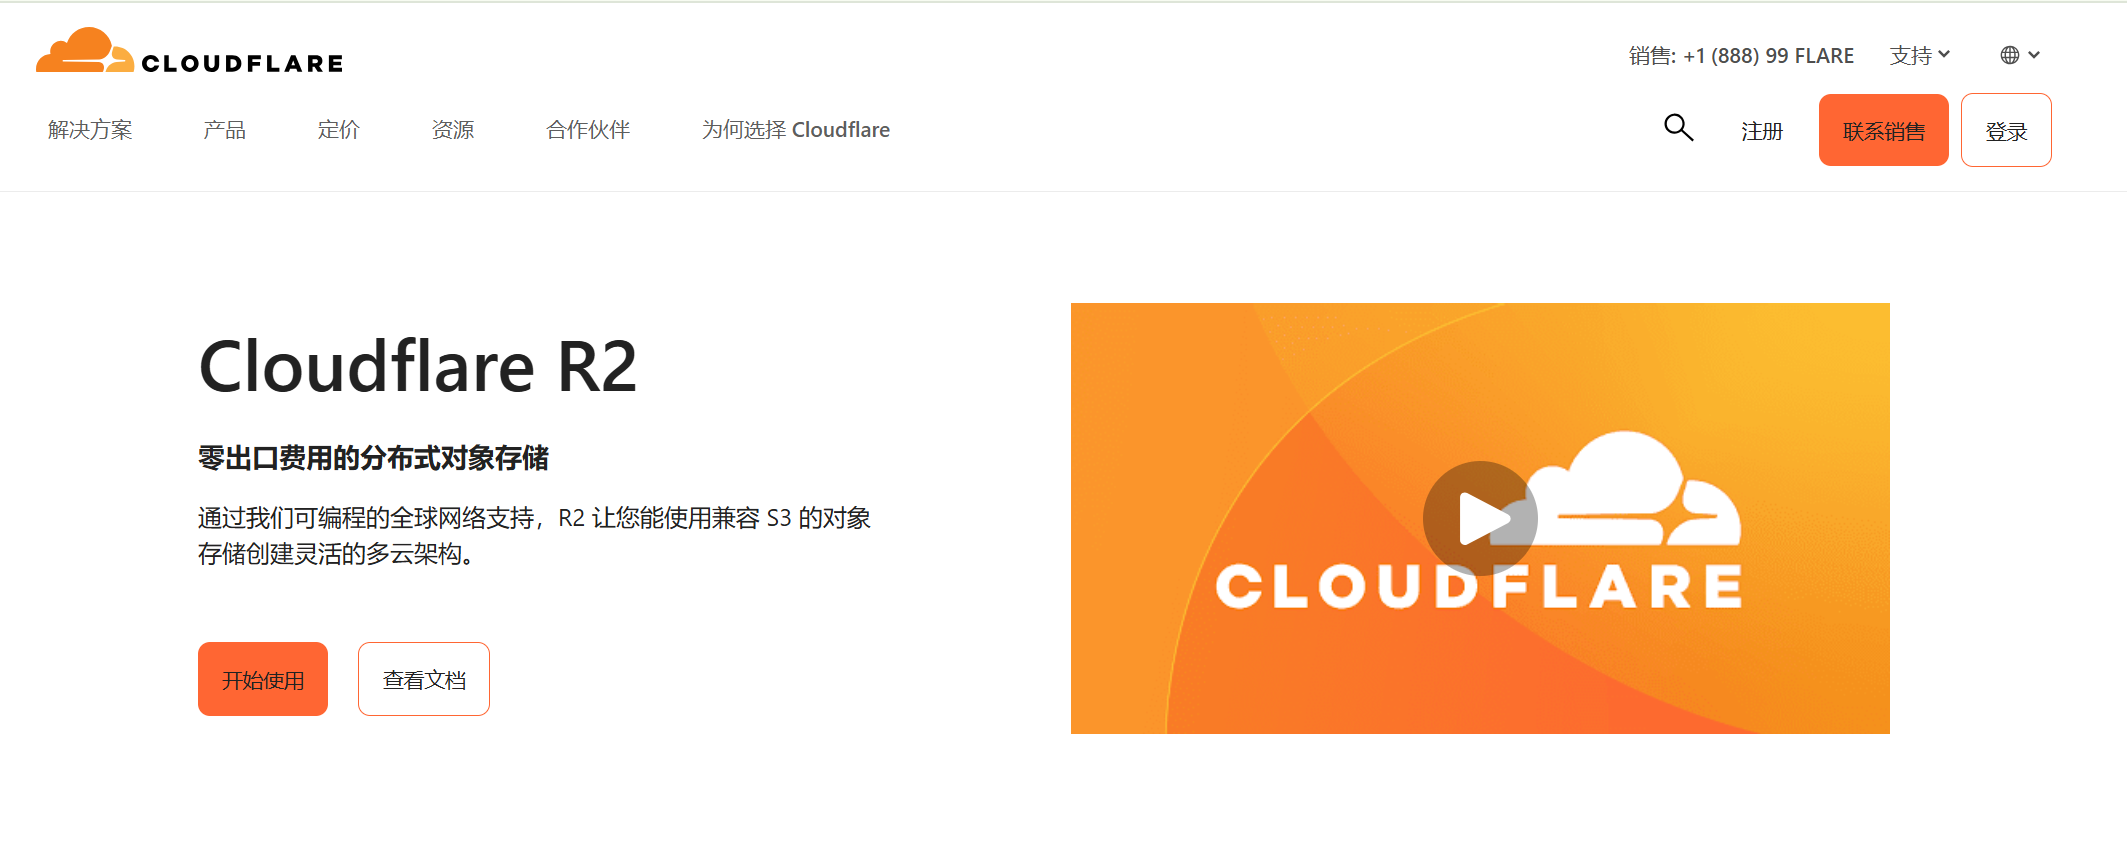 CLOUDFLARE
销售: +1 (888) 99 FLARE 支持
解决方案 产品 定价 资源 合作伙伴 为何选择 Cloudflare 注册 联系销售 登录
Cloudflare R2
零出口费用的分布式对象存储
通过我们可编程的全球网络支持，R2 让您能使用兼容 S3 的对象
存储创建灵活的多云架构。
开始使用 查看文档
CLOUDFLARE